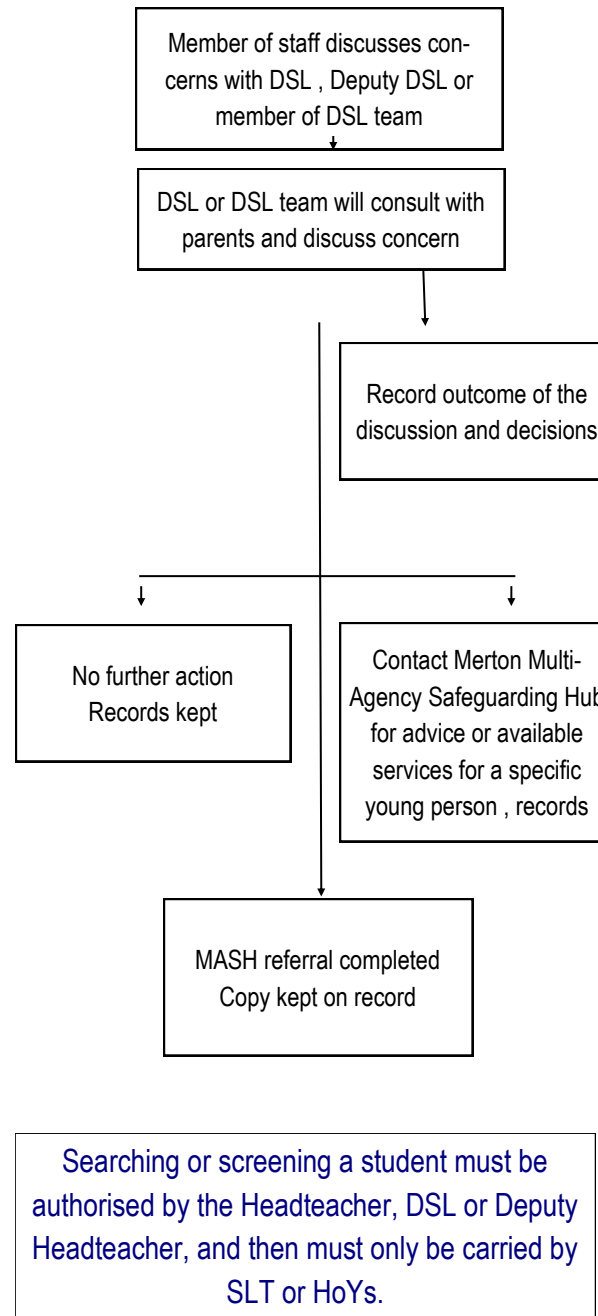 Member of staff discusses con-
cerns with DSL , Deputy DSL or
member of DSL team
DSL or DSL team will consult with
parents and discuss concern
Record outcome of the
discussion and decisions
No further action
Records kept
Contact Merton Multi-
Agency Safeguarding Hub
for advice or available
services for a specific
young person , records
MASH referral completed
Copy kept on record
Searching or screening a student must be
authorised by the Headteacher, DSL or Deputy
Headteacher, and then must only be carried by
SLT or HoYs.